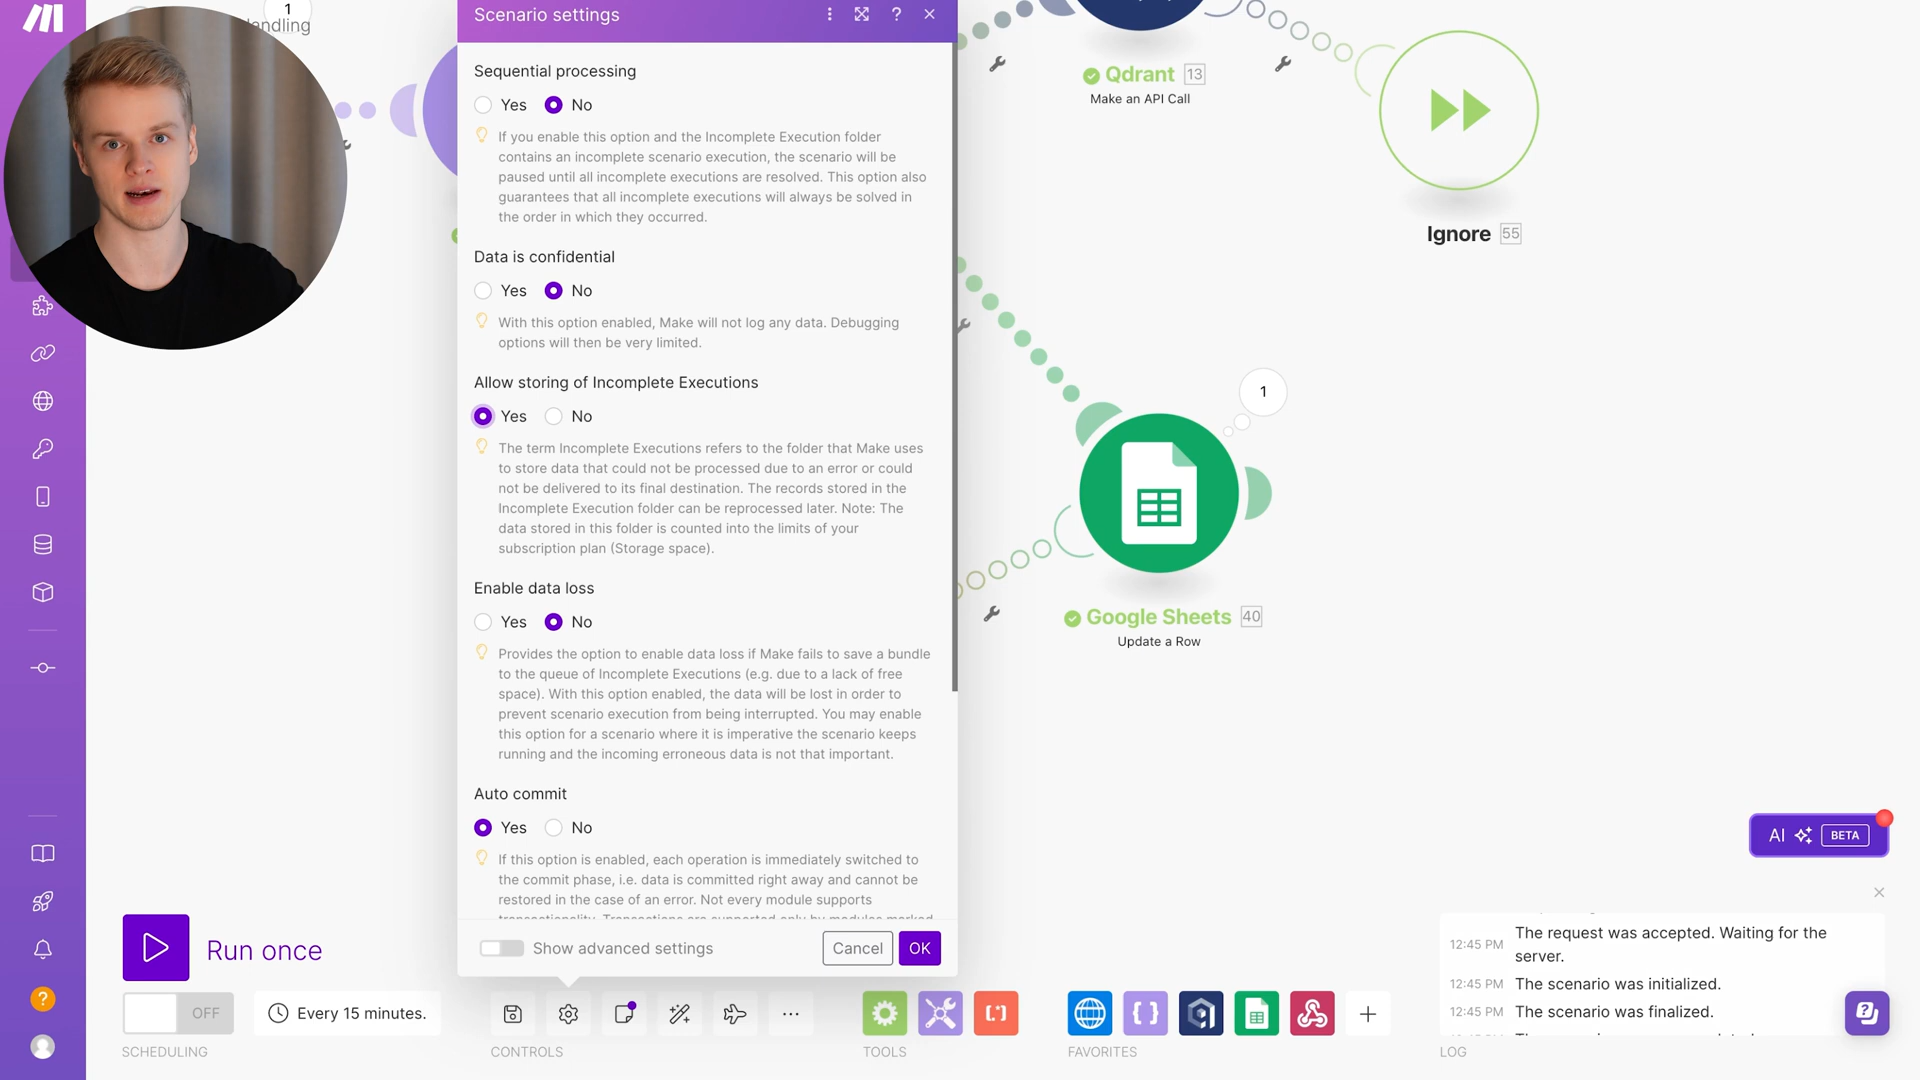 1
andling
Scenario settings
?
Sequential processing
Yes
No
If you enable this option and the Incomplete Execution folder
contains an incomplete scenario execution, the scenario will be
paused until all incomplete executions are resolved. This option also
guarantees that all incomplete executions will always be solved in
the order in which they occurred.
Data is confidential
Yes
No
With this option enabled, Make will not log any data. Debugging
options will then be very limited.
Allow storing of Incomplete Executions
Yes
No
The term Incomplete Executions refers to the folder that Make uses
to store data that could not be processed due to an error or could
not be delivered to its final destination. The records stored in the
Incomplete Execution folder can be reprocessed later. Note: The
data stored in this folder is counted into the limits of your
subscription plan (Storage space).
Enable data loss
Yes
No
Provides the option to enable data loss if Make fails to save a bundle
to the queue of Incomplete Executions (e.g. due to a lack of free
space). With this option enabled, the data will be lost in order to
prevent scenario execution from being interrupted. You may enable
this option for a scenario where it is imperative the scenario keeps
running and the incoming erroneous data is not that important.
Auto commit
Yes
No
If this option is enabled, each operation is immediately switched to
the commit phase, i.e. data is committed right away and cannot be
restored in the case of an error. Not every module supports
transactionality. Transactions are supported only by modules marked
Show advanced settings
Cancel
OK
Qdrant 13
Make an API Call
Ignore 55
1
Google Sheets 40
Update a Row
AI BETA
12:45 PM The request was accepted. Waiting for the
server.
12:45 PM The scenario was initialized.
12:45 PM The scenario was finalized.
Run once
OFF
Every 15 minutes.
?
SCHEDULING
CONTROLS
TOOLS
FAVORITES
LOG